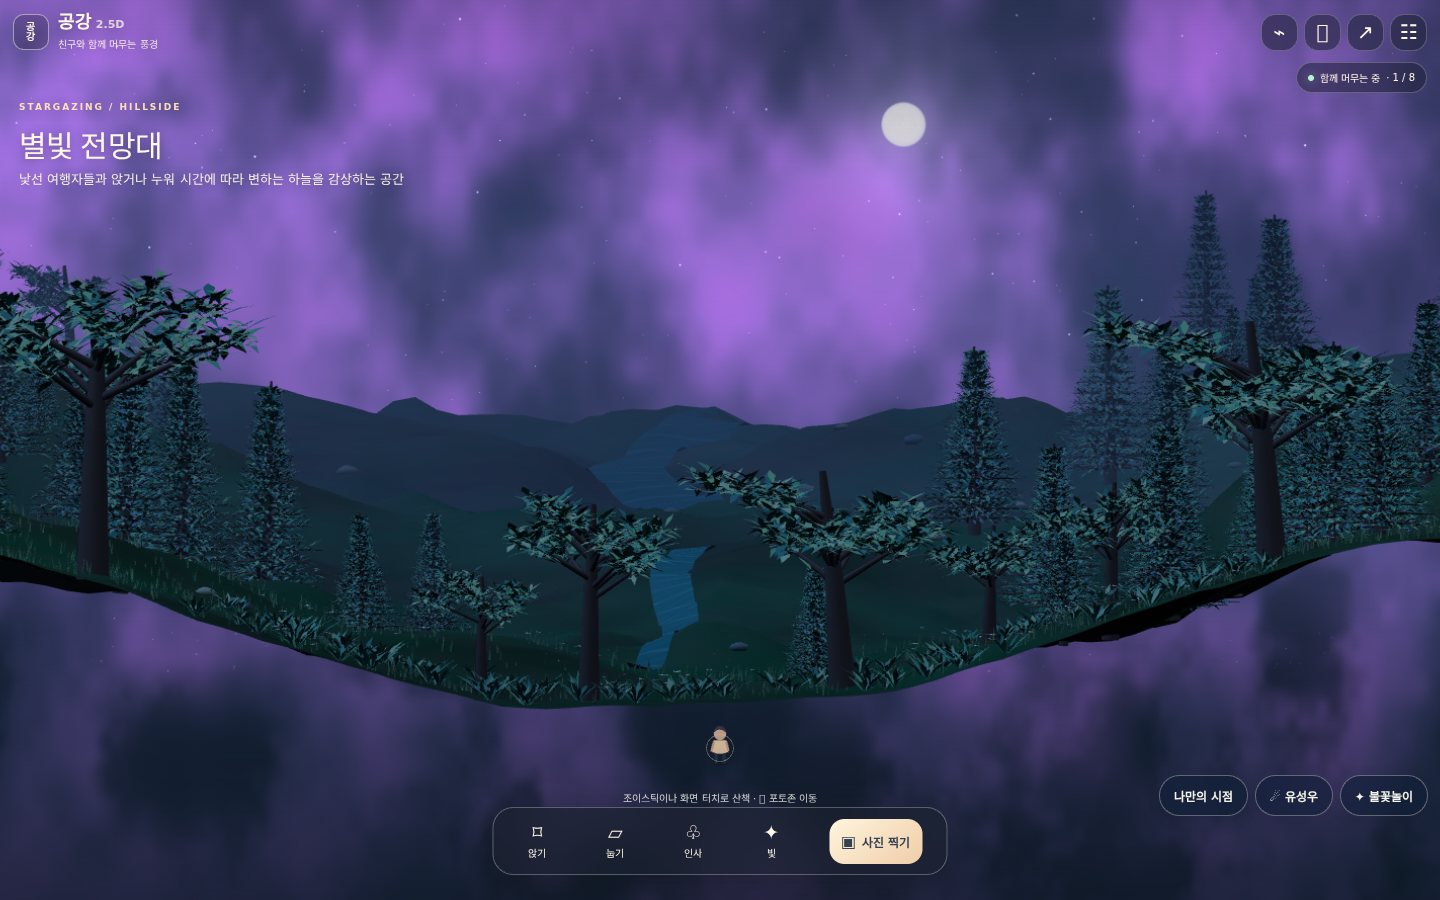 공강
공강 2.5D
친구와 함께 머무는 풍경
함께 머무는 중 · 1 / 8
STARGAZING / HILLSIDE
별빛 전망대
낯선 여행자들과 앉거나 누워 시간에 따라 변하는 하늘을 감상하는 공간
조이스틱이나 화면 터치로 산책 · 포토존 이동
나만의 시점
유성우
불꽃놀이
앉기
눕기
인사
빛
사진 찍기